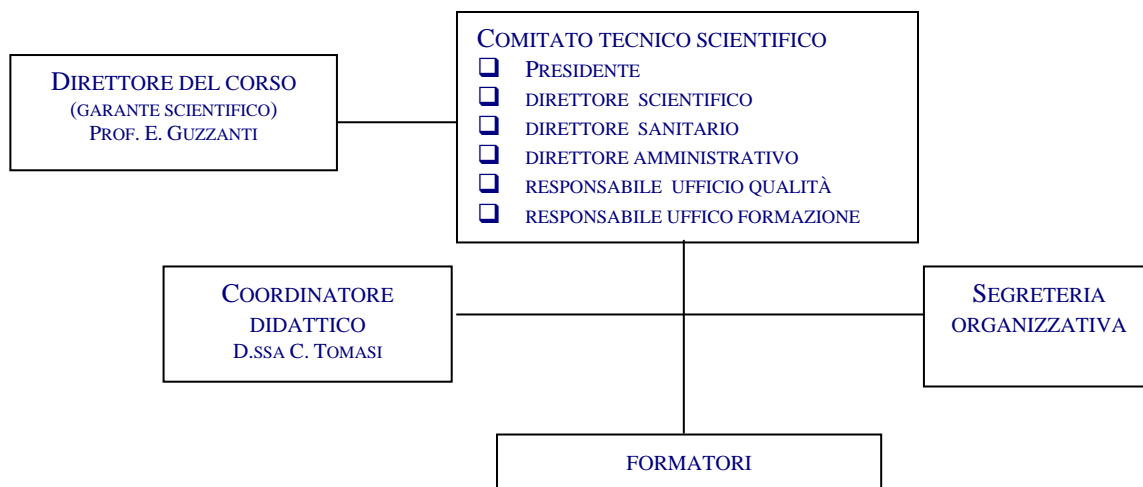 DIRETTORE DEL CORSO
(GARANTE SCIENTIFICO)
PROF. E. GUZZANTI
COMITATO TECNICO SCIENTIFICO
PRESIDENTE
DIRETTORE SCIENTIFICO
DIRETTORE SANITARIO
DIRETTORE AMMINISTRATIVO
RESPONSABILE UFFICIO QUALITÀ
RESPONSABILE UFFICO FORMAZIONE
COORDINATORE
DIDATTICO
D.SSA C. TOMASI
SEGRETERIA
ORGANIZZATIVA
FORMATORI